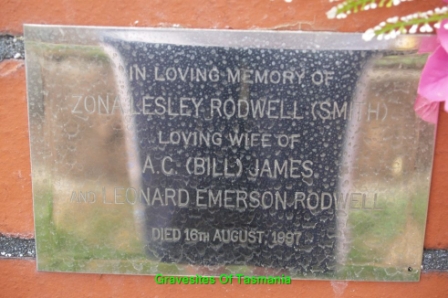 IN LOVING MEMORY OF
ZONA LESLEY RODWELL (SMITH)
LOVING WIFE OF
A.C. (BILL) JAMES
AND LEONARD EMERSON RODWELL
DIED 16TH AUGUST, 1997
Gravesites Of Tasmania